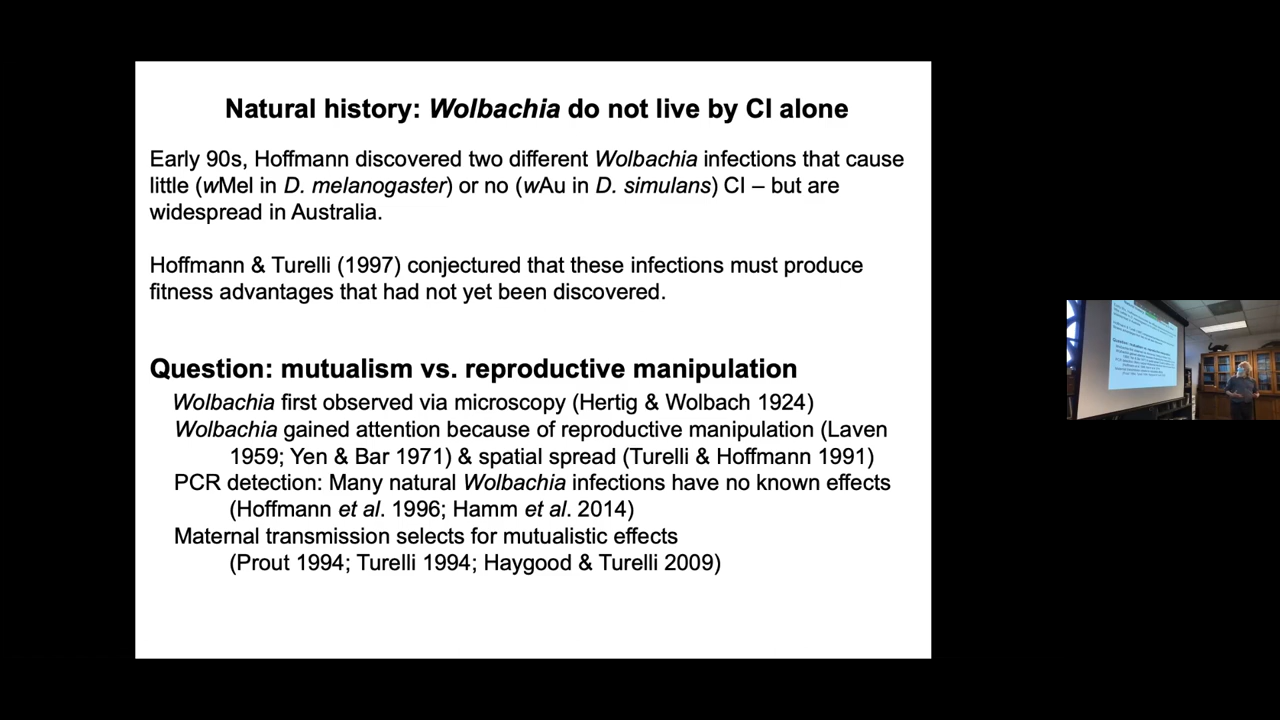 Natural history: Wolbachia do not live by CI alone
Early 90s, Hoffmann discovered two different Wolbachia infections that cause
little (wMel in D. melanogaster) or no (wAu in D. simulans) CI – but are
widespread in Australia.
Hoffmann & Turelli (1997) conjectured that these infections must produce
fitness advantages that had not yet been discovered.
Question: mutualism vs. reproductive manipulation
Wolbachia first observed via microscopy (Hertig & Wolbach 1924)
Wolbachia gained attention because of reproductive manipulation (Laven
1959; Yen & Bar 1971) & spatial spread (Turelli & Hoffmann 1991)
PCR detection: Many natural Wolbachia infections have no known effects
(Hoffmann et al. 1996; Hamm et al. 2014)
Maternal transmission selects for mutualistic effects
(Prout 1994; Turelli 1994; Haygood & Turelli 2009)